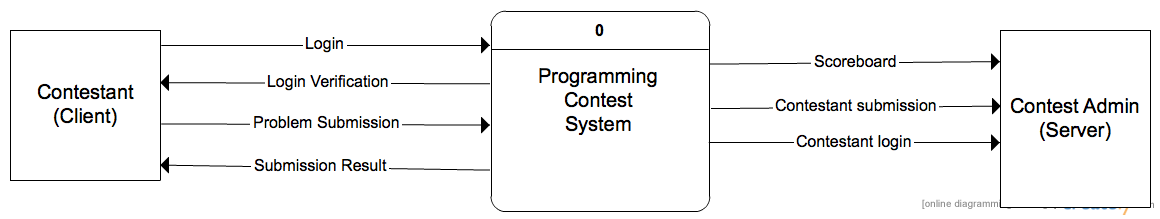 0
Login
Scoreboard
Login Verification
Programming
Contest
System
Contestant
(Client)
Contestant submission
Contest Admin
(Server)
Problem Submission
Contestant login
Submission Result
[online diagramming